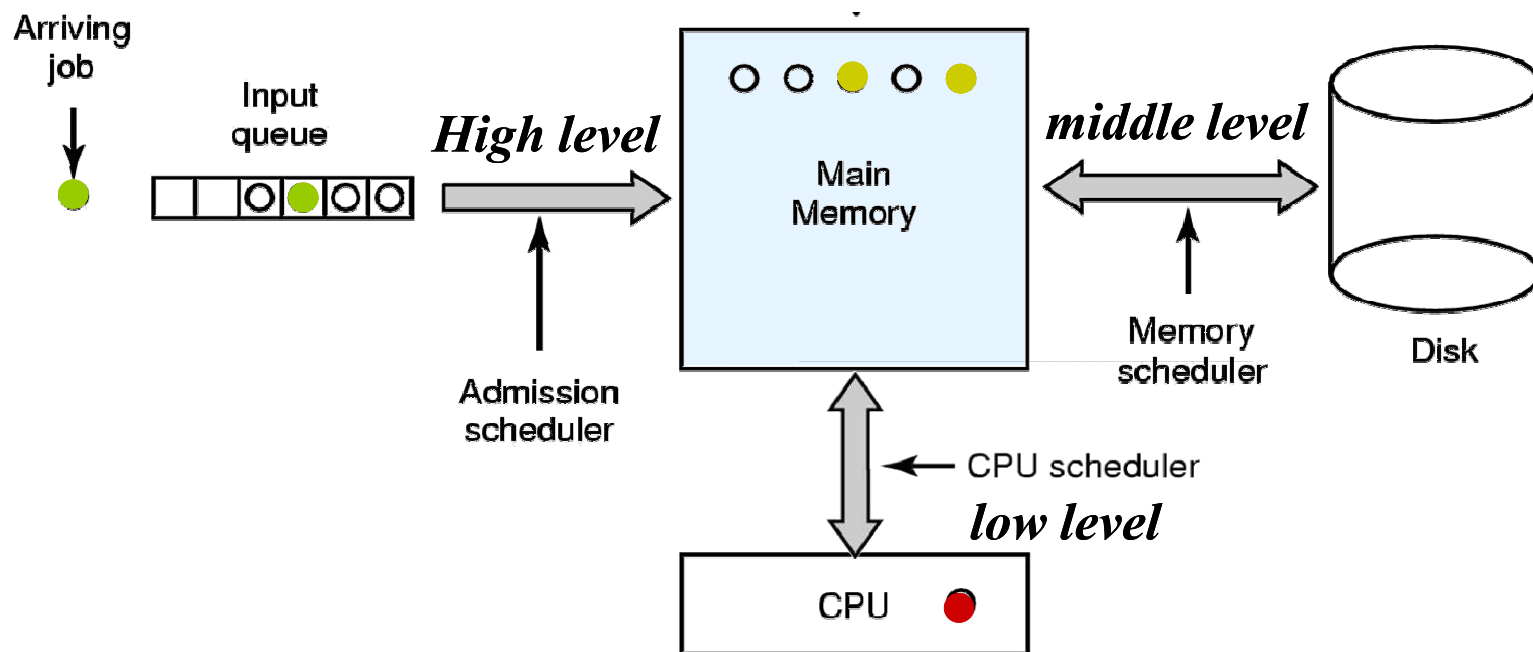 Arriving
job
Input
queue
High level
Admission
scheduler
Main
Memory
middle level
Memory
scheduler
Disk
CPU scheduler
low level
CPU